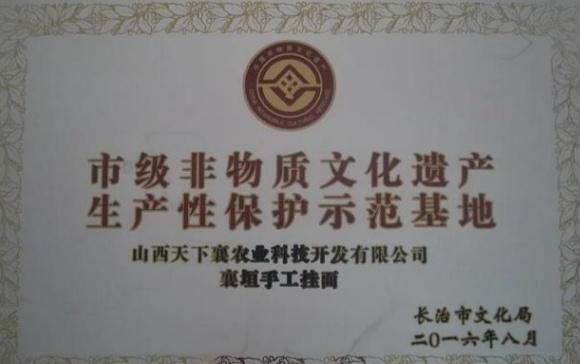 市级非物质文化遗产
生产性保护示范基地
山西天下襄农业科技开发有限公司
襄垣手工挂面
长治市文化局
二〇一六年八月